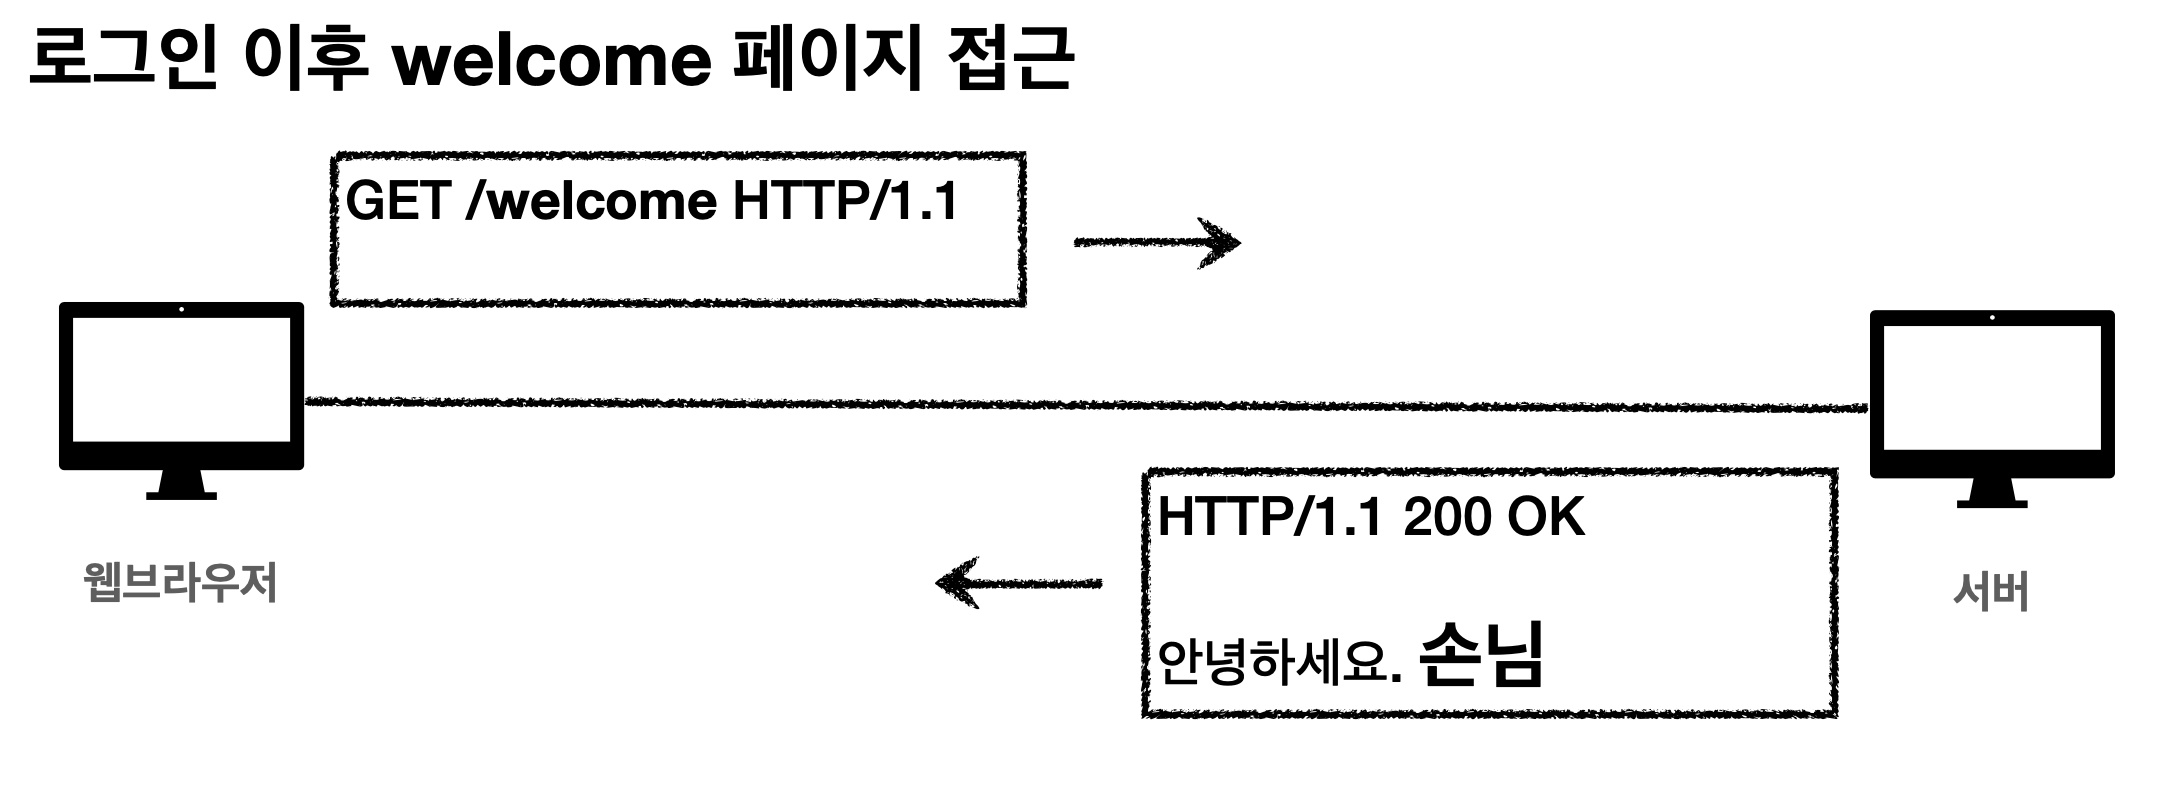 로그인 이후 welcome 페이지 접근
GET /welcome HTTP/1.1
웹브라우저
HTTP/1.1 200 OK
안녕하세요. 손님
서버